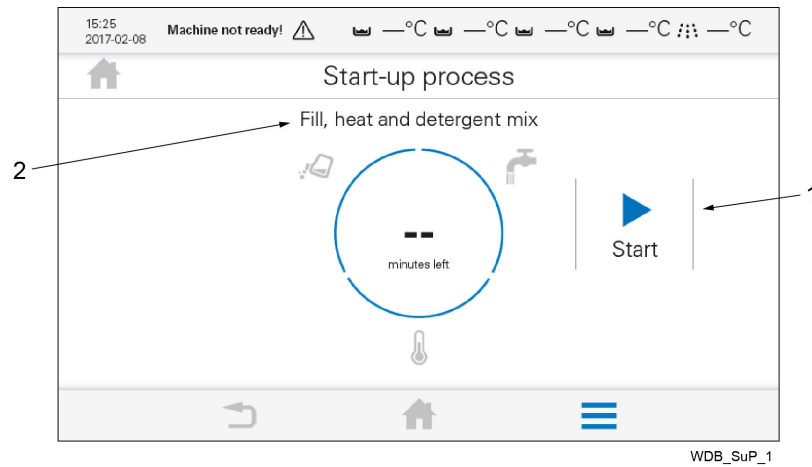 15:25
2017-02-08
Machine not ready!
—°C —°C —°C —°C —°C
Start-up process
Fill, heat and detergent mix
2
1
--
minutes left
Start
WDB_SuP_1